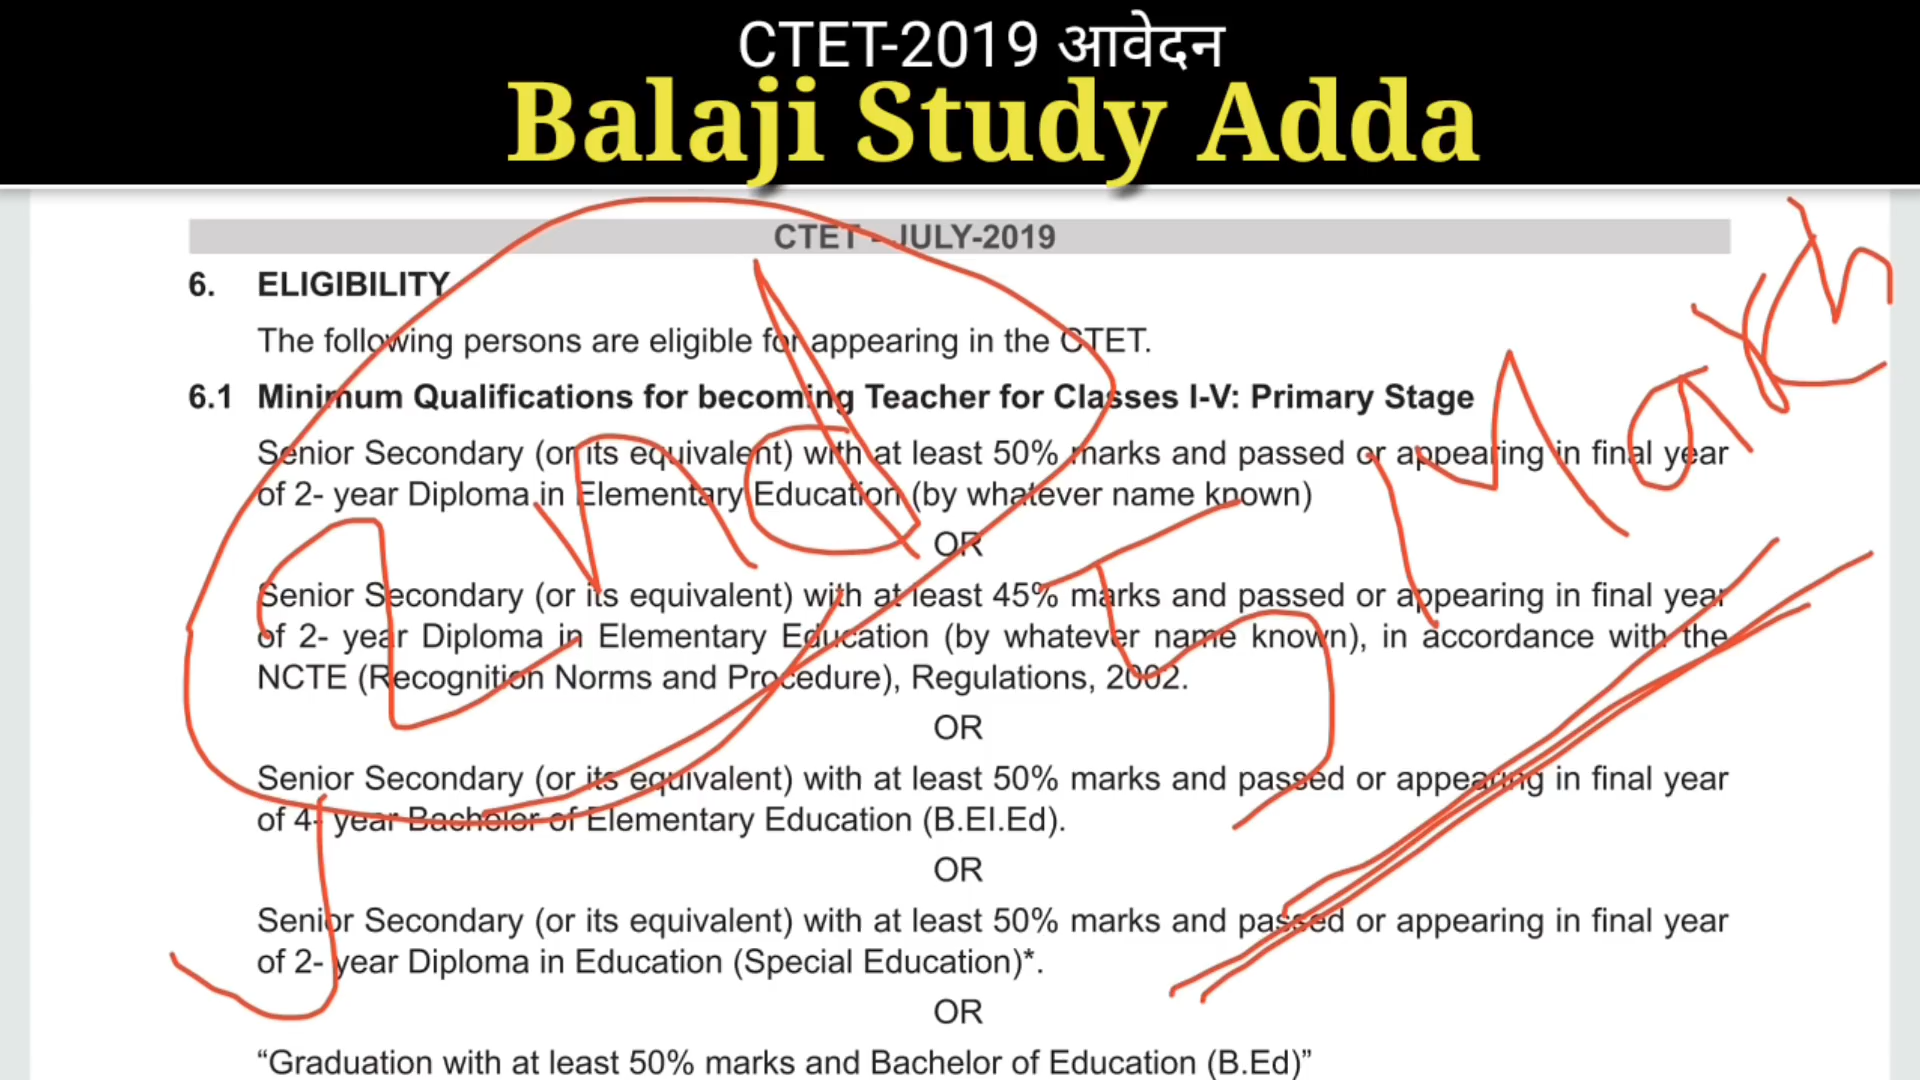 CTET-2019 आवेदन
Balaji Study Adda
CTET - JULY-2019
6. ELIGIBILITY
The following persons are eligible for appearing in the CTET.
6.1 Minimum Qualifications for becoming Teacher for Classes I-V: Primary Stage
Senior Secondary (or its equivalent) with at least 50% marks and passed or appearing in final year
of 2- year Diploma in Elementary Education (by whatever name known)
OR
Senior Secondary (or its equivalent) with at least 45% marks and passed or appearing in final year
of 2- year Diploma in Elementary Education (by whatever name known), in accordance with the
NCTE (Recognition Norms and Procedure), Regulations, 2002.
OR
Senior Secondary (or its equivalent) with at least 50% marks and passed or appearing in final year
of 4- year Bachelor of Elementary Education (B.El.Ed).
OR
Senior Secondary (or its equivalent) with at least 50% marks and passed or appearing in final year
of 2- year Diploma in Education (Special Education)*.
OR
“Graduation with at least 50% marks and Bachelor of Education (B.Ed)”
2nd
5 March